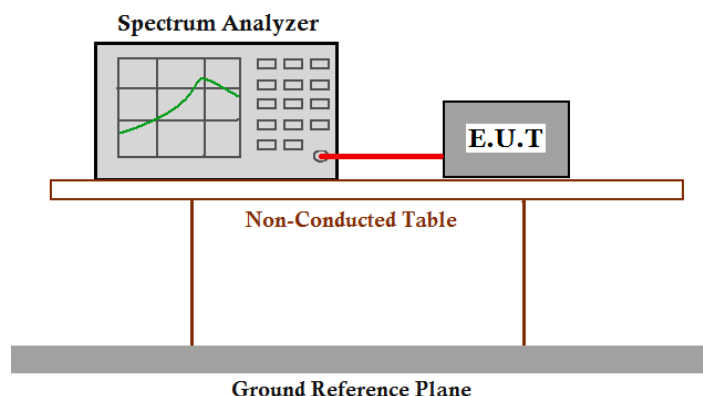 Spectrum Analyzer
E.U.T
Non-Conducted Table
Ground Reference Plane